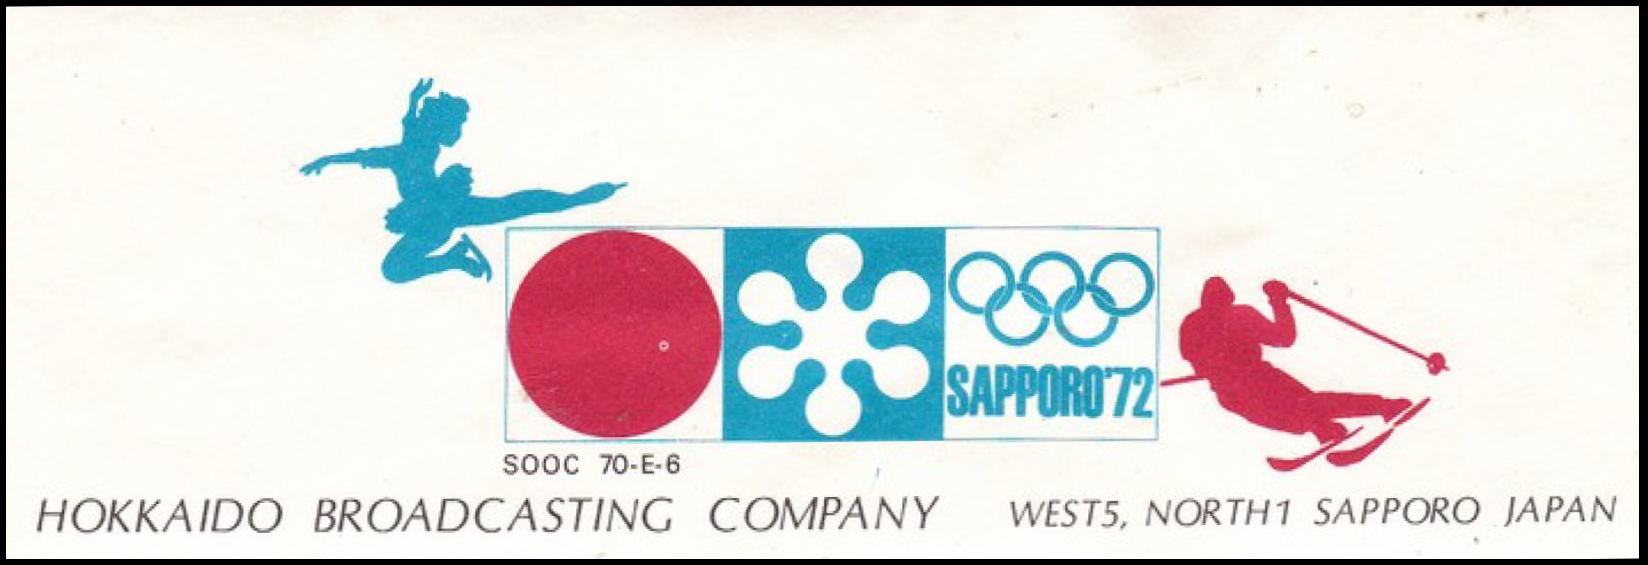 SAPPORO'72
SOOC 70-E-6
HOKKAIDO BROADCASTING COMPANY WEST5, NORTH1 SAPPORO JAPAN